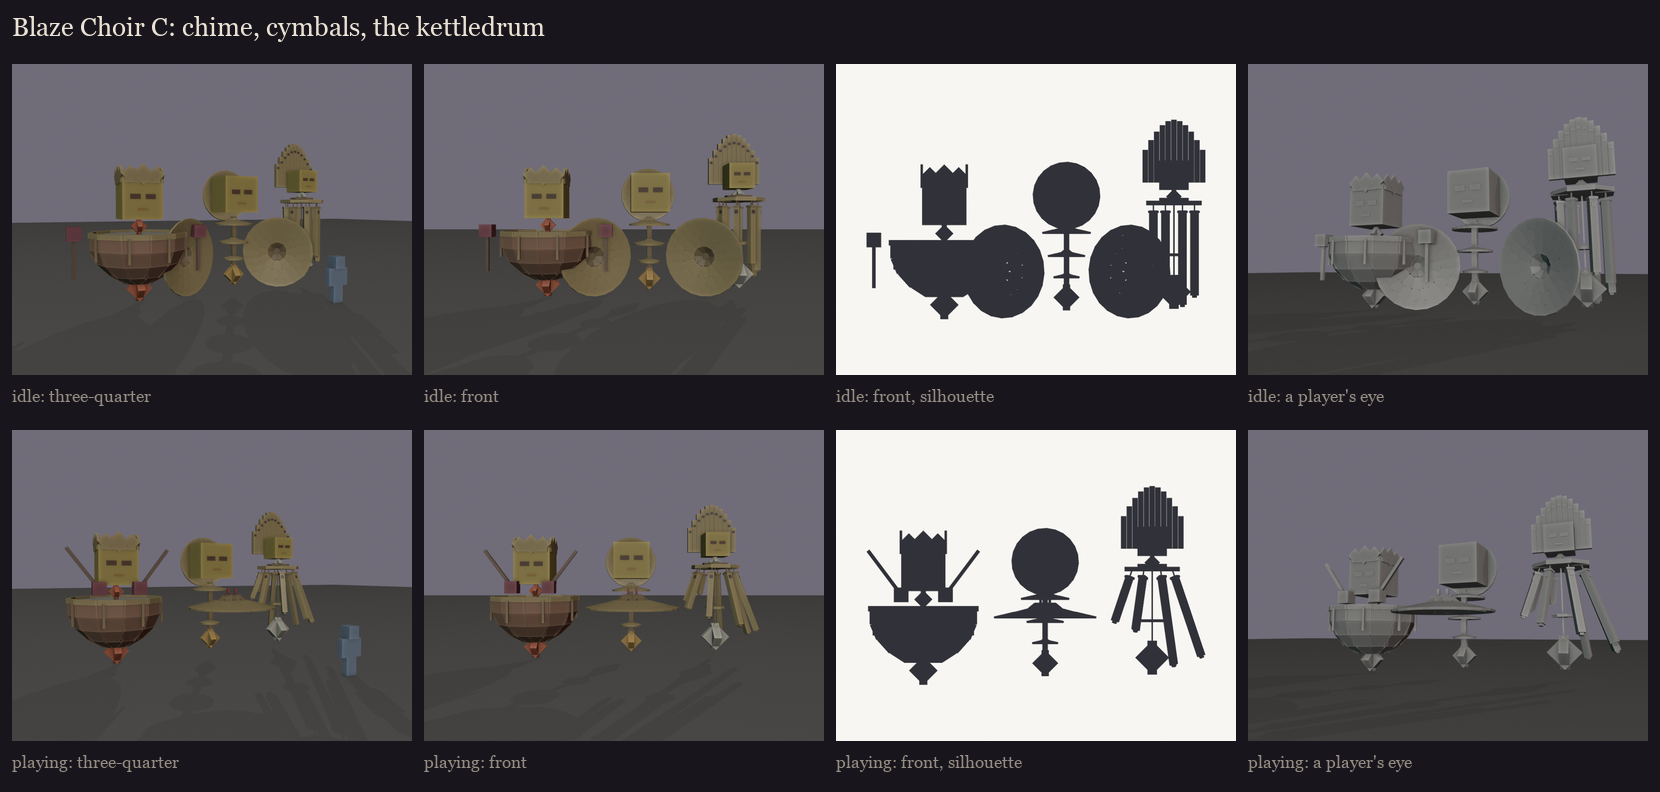 Blaze Choir C: chime, cymbals, the kettledrum
idle: three-quarter
idle: front
idle: front, silhouette
idle: a player's eye
playing: three-quarter
playing: front
playing: front, silhouette
playing: a player's eye